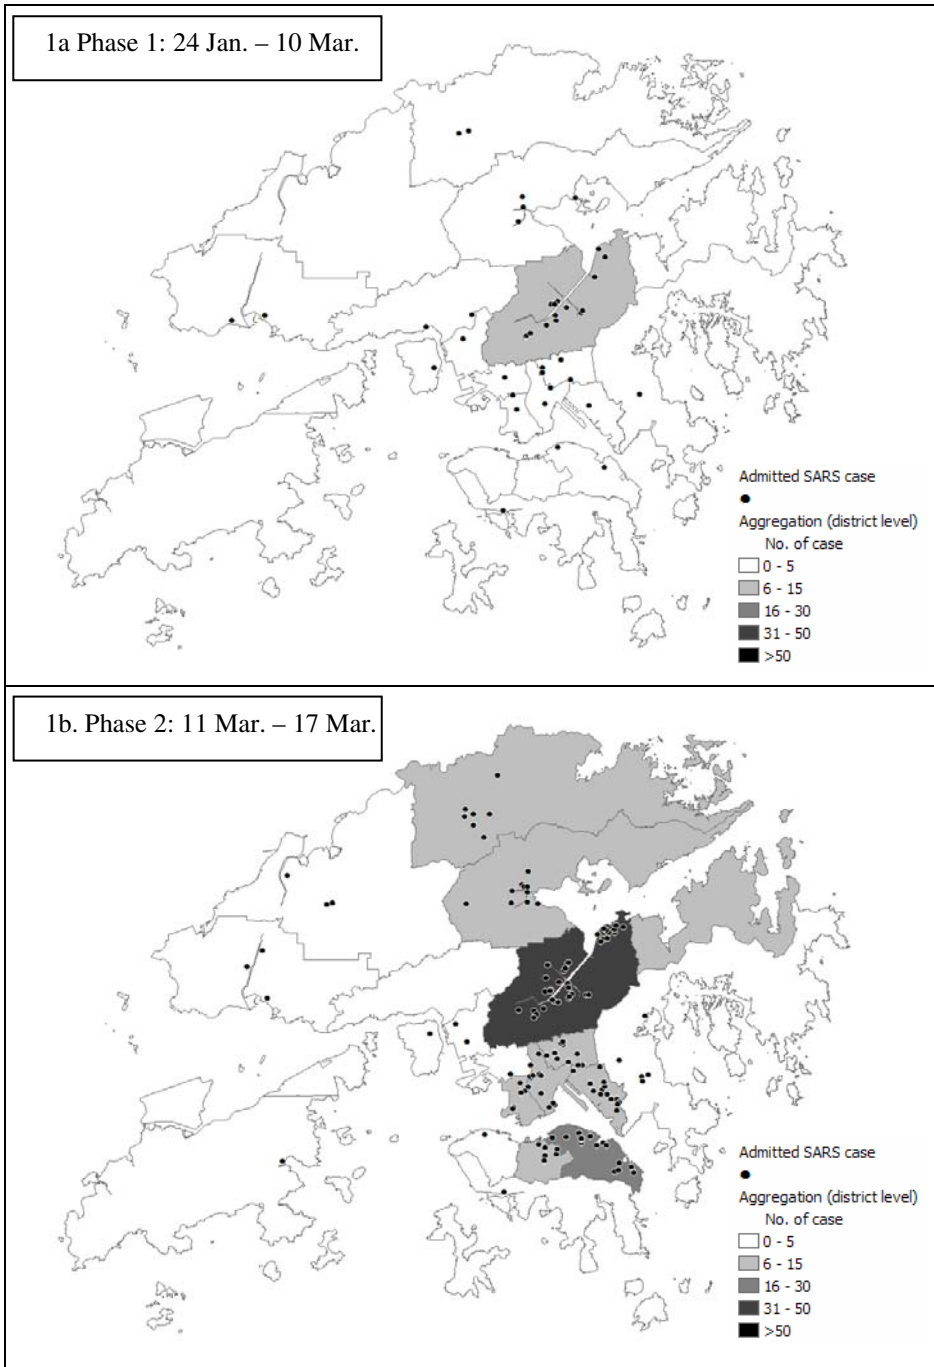 1a Phase 1: 24 Jan. – 10 Mar.
Admitted SARS case
Aggregation (district level)
No. of case
0 - 5
6 - 15
16 - 30
31 - 50
>50
1b. Phase 2: 11 Mar. – 17 Mar.
Admitted SARS case
Aggregation (district level)
No. of case
0 - 5
6 - 15
16 - 30
31 - 50
>50